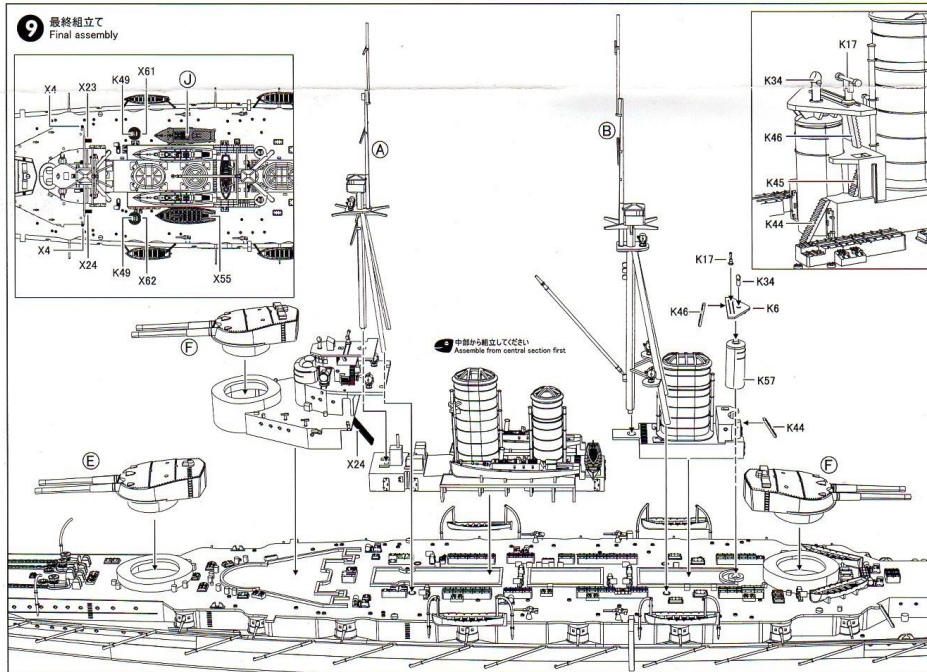 9 最終組立て
Final assembly
X4
X23
K49
X61
J
X4
X24
K49
X62
X55
A
B
K17
K34
K46
K45
K44
K17
K34
K46
K6
K57
K44
F
中部から組立してください
Assemble from central section first
X24
E
F